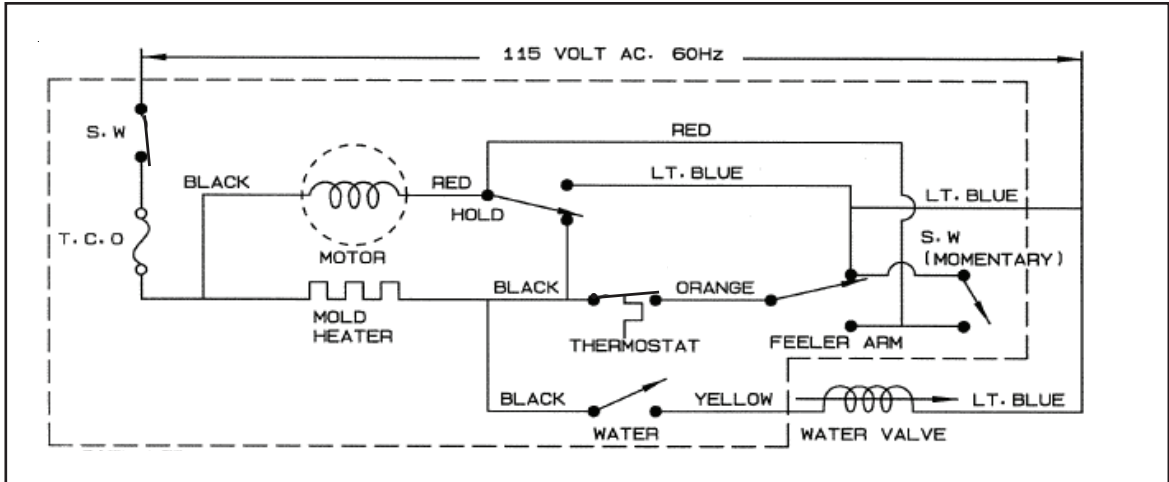 115 VOLT AC. 60Hz
S.W
RED
BLACK
RED
LT. BLUE
LT. BLUE
HOLD
T.C.O
MOTOR
S.W
(MOMENTARY)
BLACK
ORANGE
MOLD
HEATER
THERMOSTAT
FEELER ARM
BLACK
YELLOW
LT. BLUE
WATER
WATER VALVE